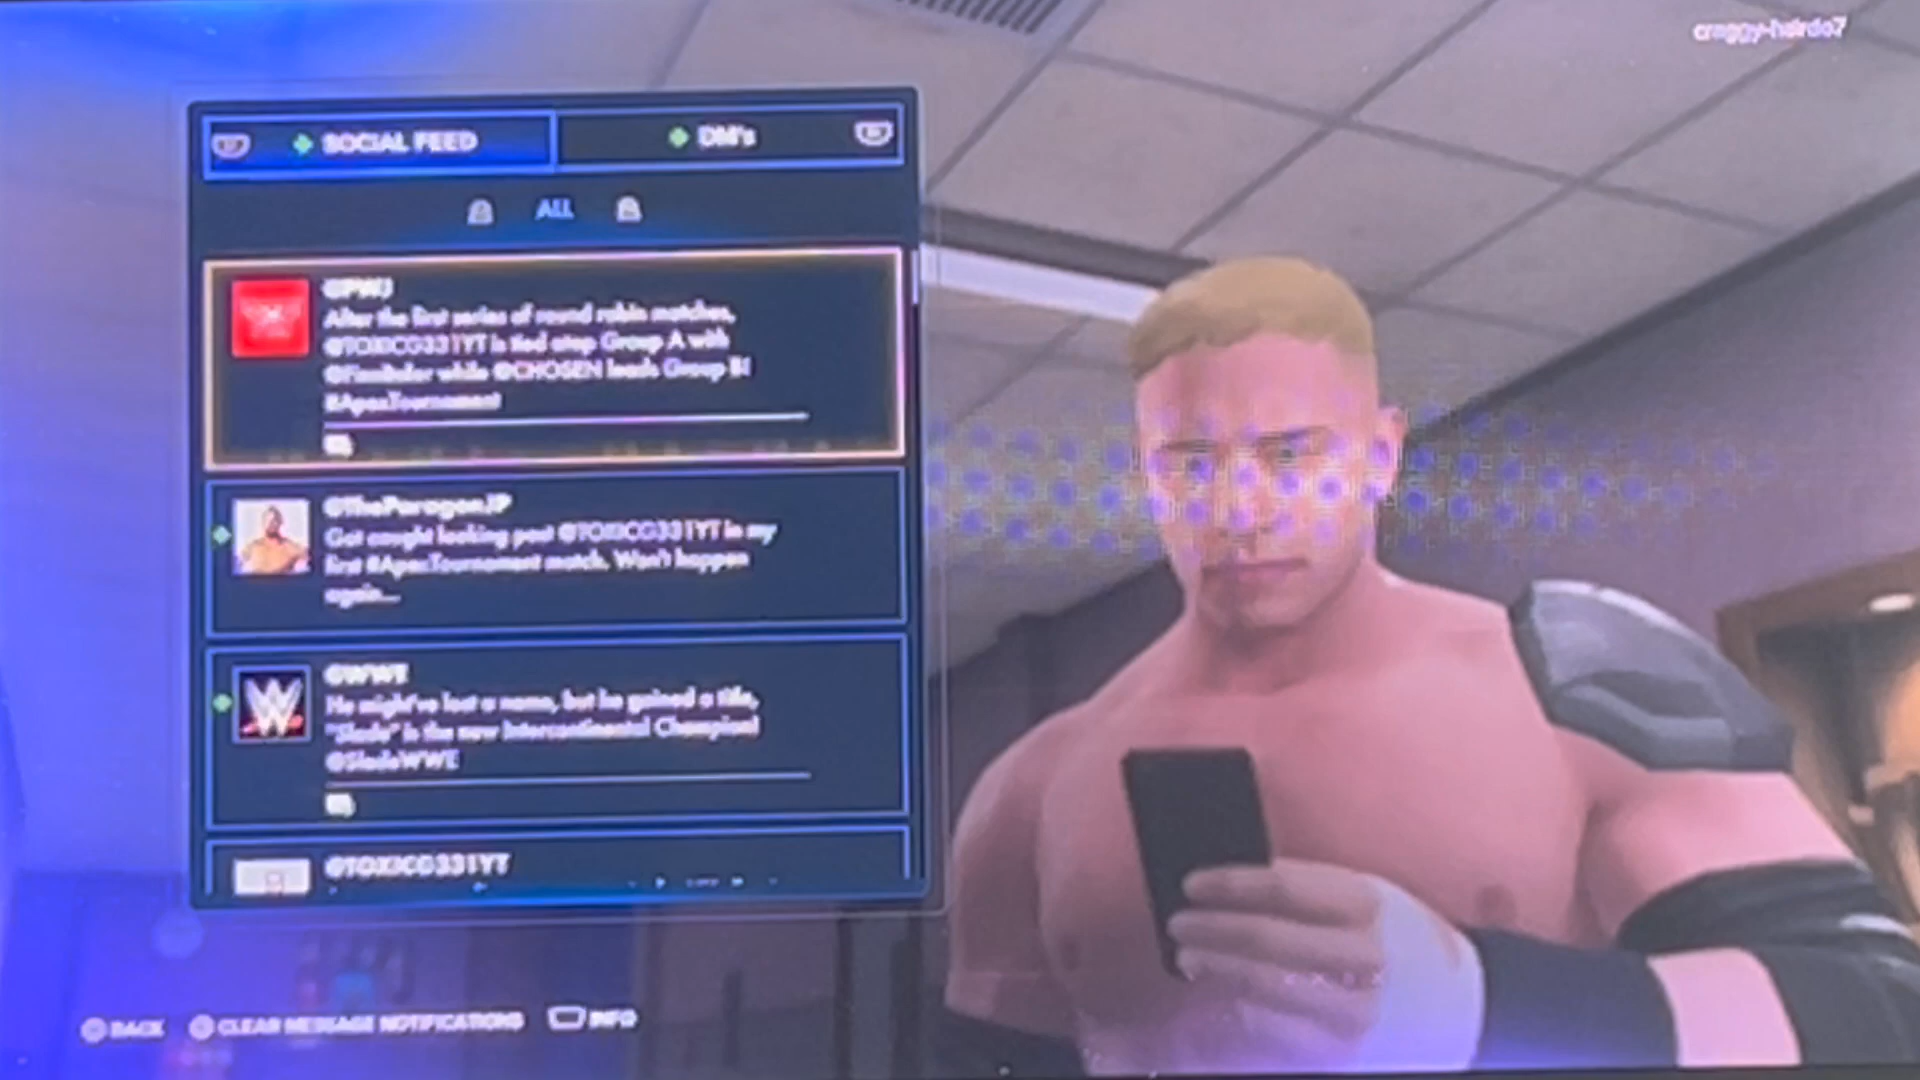 craggy-hairdo7
SOCIAL FEED
DM's
ALL
@PWI
After the first series of round robin matches,
@TOXICG331YT is tied atop Group A with
@FinnBalor while @CHOSEN leads Group B!
#ApexTournament
@TheParagonJP
Got caught looking past @TOXICG331YT in my
first #ApexTournament match. Won't happen
again...
@WWE
He might've lost a name, but he gained a title,
"Slade" is the new Intercontinental Champion!
@SladeWWE
@TOXICG331YT
BACK
CLEAR MESSAGE NOTIFICATIONS
INFO